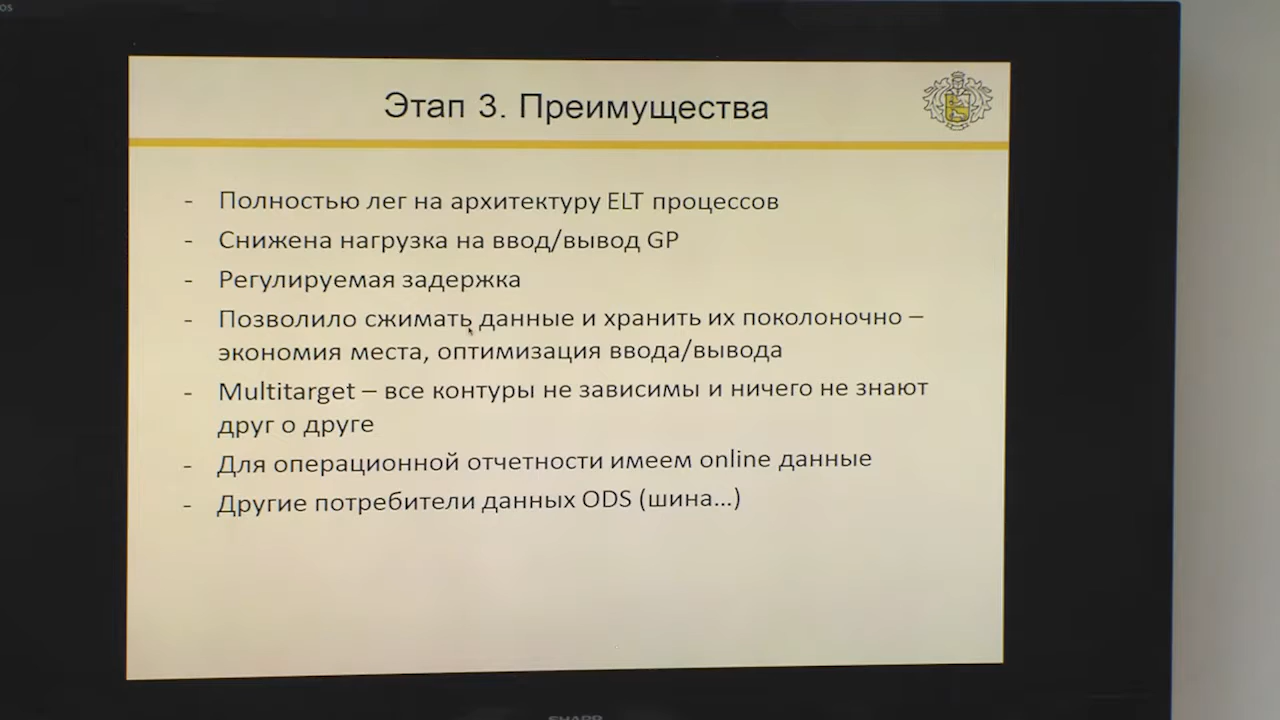 Этап 3. Преимущества
- Полностью лег на архитектуру ELT процессов
- Снижена нагрузка на ввод/вывод GP
- Регулируемая задержка
- Позволило сжимать данные и хранить их поколоночно –
экономия места, оптимизация ввода/вывода
- Multitarget – все контуры не зависимы и ничего не знают
друг о друге
- Для операционной отчетности имеем online данные
- Другие потребители данных ODS (шина...)
SHARP